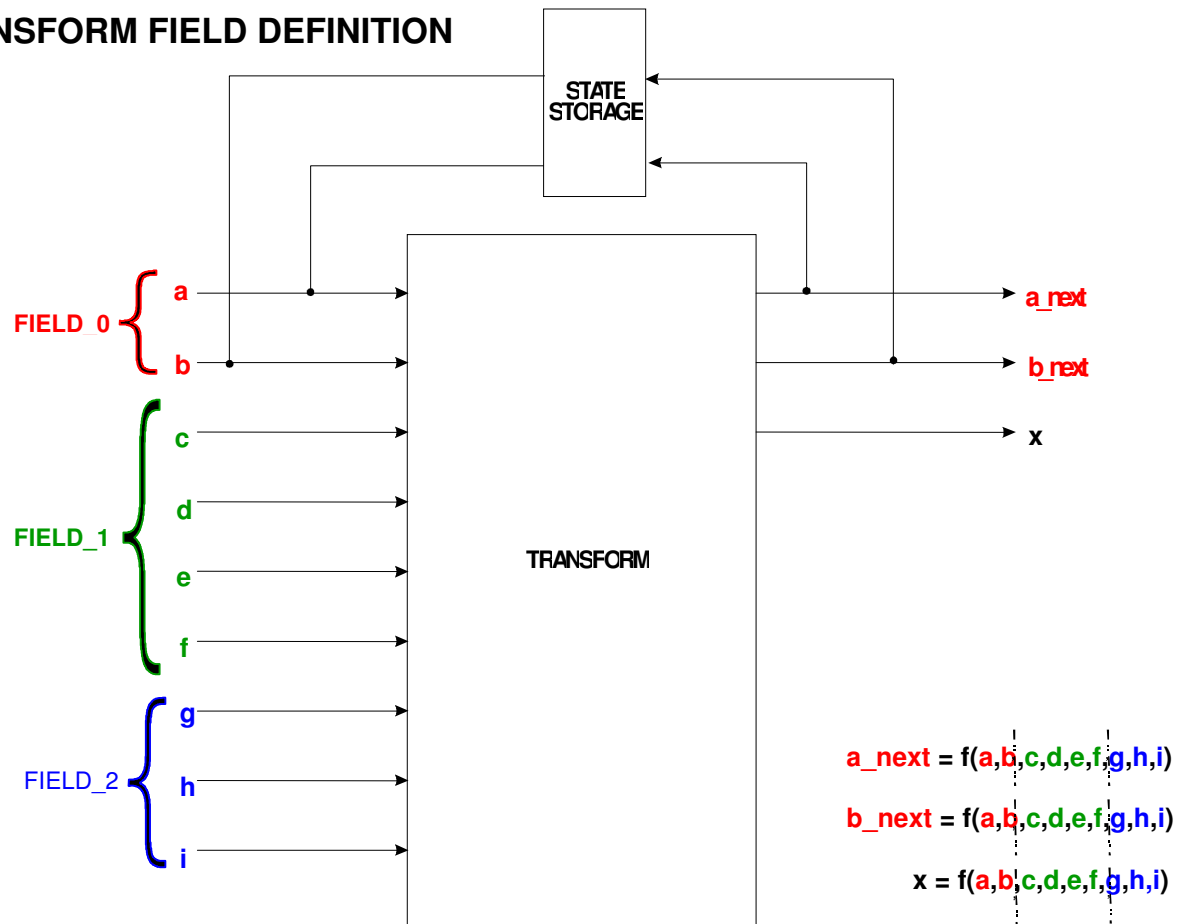 NSFORM FIELD DEFINITION
STATE
STORAGE
a
FIELD_0
b
a_next
b_next
c
x
d
FIELD_1
e
TRANSFORM
f
g
FIELD_2
h
i
a_next = f(a,b,c,d,e,f,g,h,i)
b_next = f(a,b,c,d,e,f,g,h,i)
x = f(a,b,c,d,e,f,g,h,i)